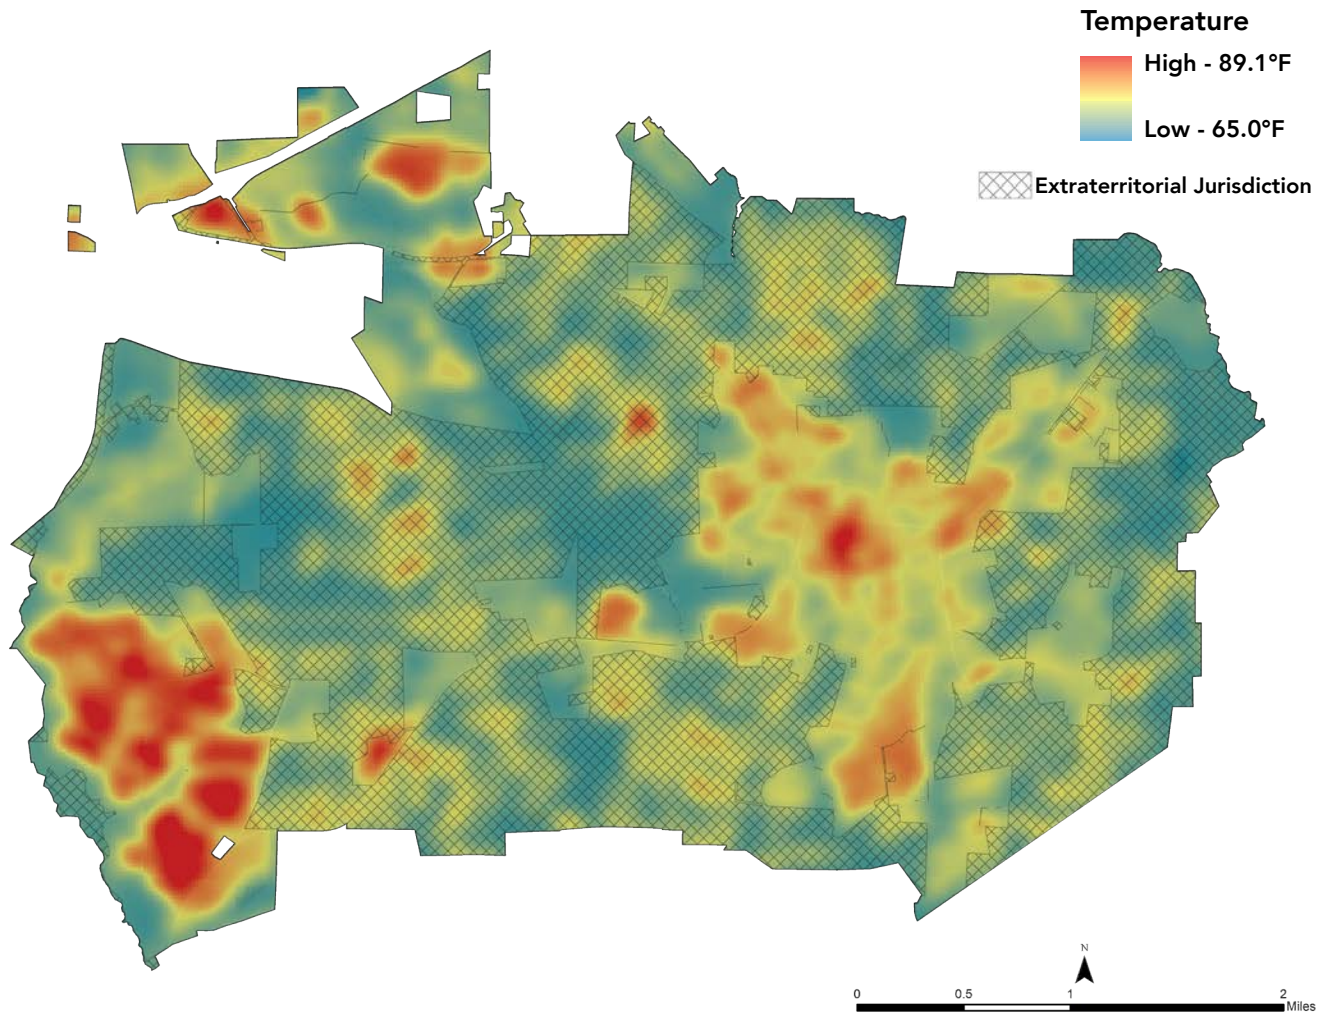 Temperature
High - 89.1°F
Low - 65.0°F
Extraterritorial Jurisdiction
N
0 0.5 1 2
Miles